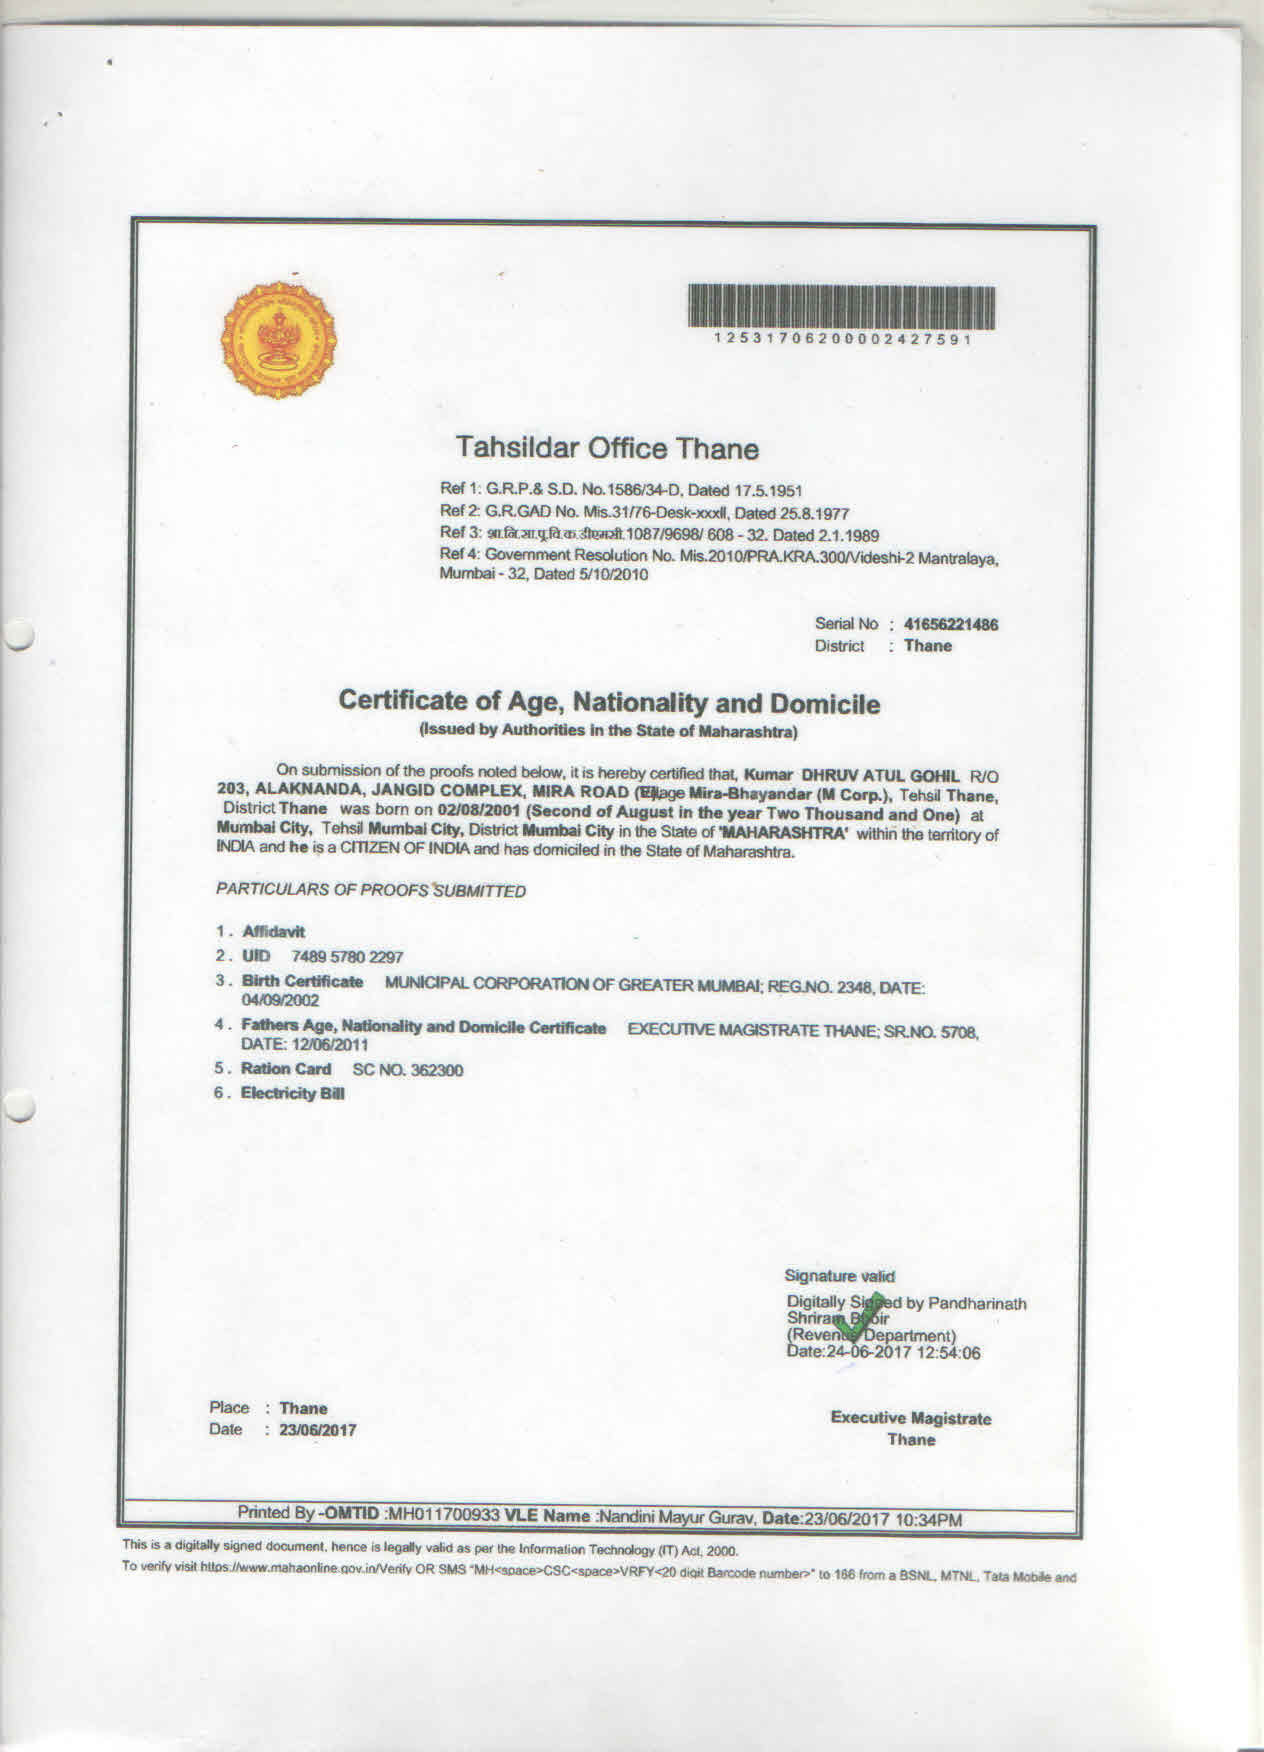 12531706200002427591
Tahsildar Office Thane
Ref 1: G.R.P.& S.D. No.1586/34-D, Dated 17.5.1951
Ref 2: G.R.GAD No. Mis.31/76-Desk-xxxII, Dated 25.8.1977
Ref 3: शा.नि.सा.पू.वि.क.डीएमसी.1087/9698/ 608 - 32. Dated 2.1.1989
Ref 4: Government Resolution No. Mis.2010/PRA.KRA.300/Videshi-2 Mantralaya,
Mumbai - 32, Dated 5/10/2010
Serial No : 41656221486
District : Thane
Certificate of Age, Nationality and Domicile
(Issued by Authorities in the State of Maharashtra)
On submission of the proofs noted below, it is hereby certified that, Kumar DHRUV ATUL GOHIL R/O
203, ALAKNANDA, JANGID COMPLEX, MIRA ROAD Mira-Bhayandar (M Corp.), Tehsil Thane,
District Thane was born on 02/08/2001 (Second of August in the year Two Thousand and One) at
Mumbai City, Tehsil Mumbai City, District Mumbai City in the State of 'MAHARASHTRA' within the territory of
INDIA and he is a CITIZEN OF INDIA and has domiciled in the State of Maharashtra.
PARTICULARS OF PROOFS SUBMITTED
1 . Affidavit
2 . UID 7489 5780 2297
3 . Birth Certificate MUNICIPAL CORPORATION OF GREATER MUMBAI; REG.NO. 2348, DATE:
04/09/2002
4 . Fathers Age, Nationality and Domicile Certificate EXECUTIVE MAGISTRATE THANE; SR.NO. 5708,
DATE: 12/06/2011
5 . Ration Card SC NO. 362300
6 . Electricity Bill
Signature valid
Digitally Signed by Pandharinath
Shriram Bhoir
(Revenue Department)
Date:24-06-2017 12:54:06
Place : Thane
Date : 23/06/2017
Executive Magistrate
Thane
Printed By -OMTID :MH011700933 VLE Name :Nandini Mayur Gurav, Date:23/06/2017 10:34PM
This is a digitally signed document, hence is legally valid as per the Information Technology (IT) Act, 2000.
To verify visit https://www.mahaonline.gov.in/Verify OR SMS "MH<space>CSC<space>VRFY<20 digit Barcode number>" to 166 from a BSNL, MTNL, Tata Mobile and